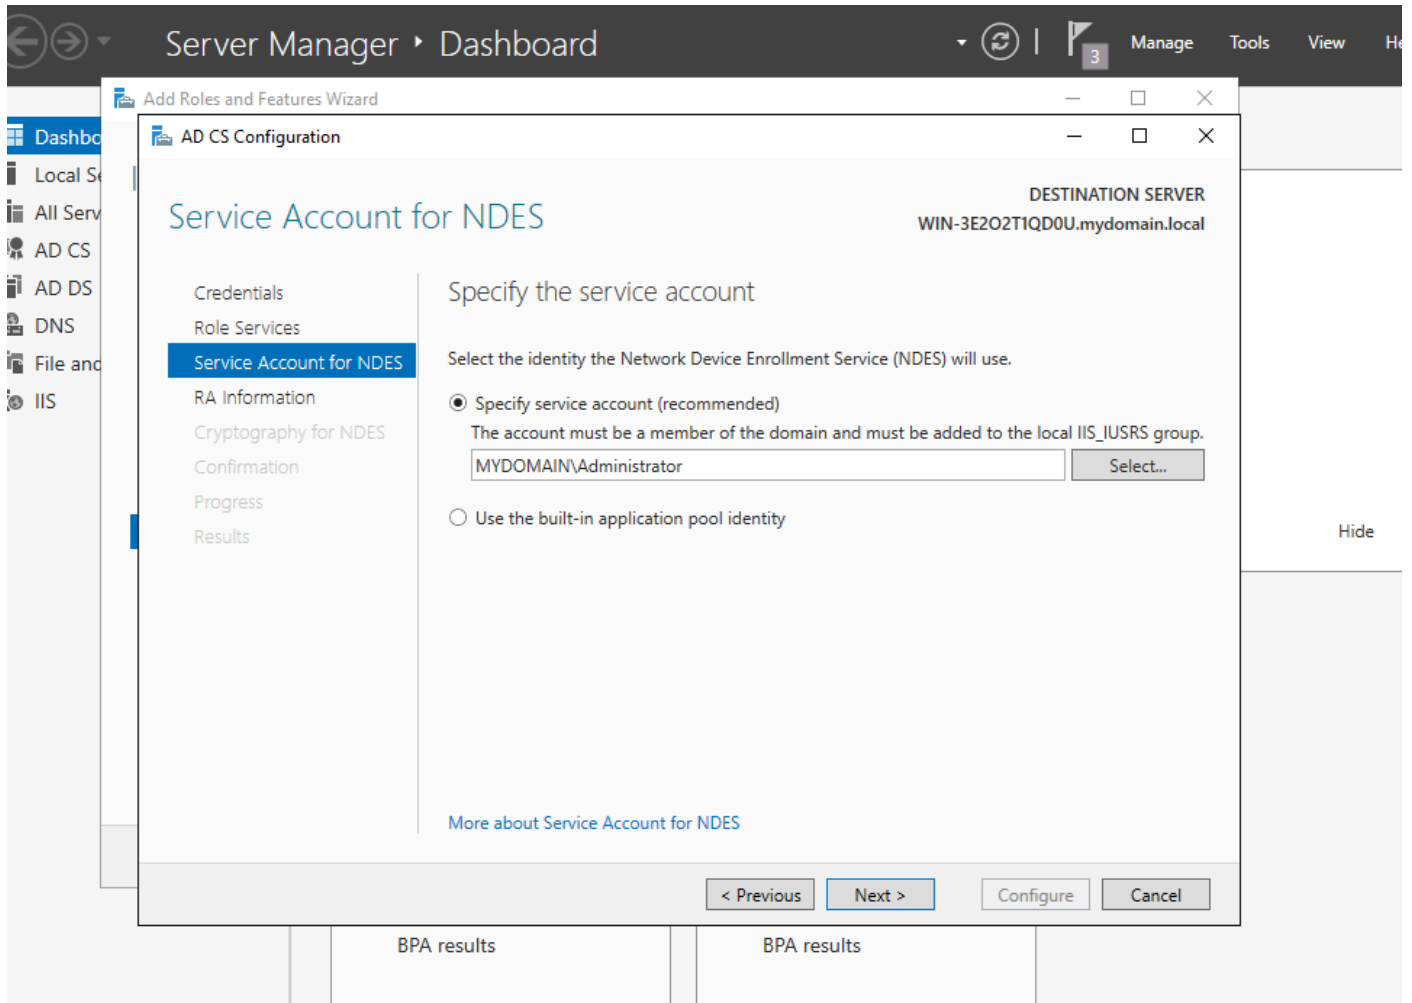 Server Manager ‣ Dashboard
3
Manage
Tools
View
He
Add Roles and Features Wizard
Dashbo
Local Se
All Serv
AD CS
AD DS
DNS
File and
IIS
AD CS Configuration
Service Account for NDES
DESTINATION SERVER
WIN-3E2O2T1QD0U.mydomain.local
Credentials
Role Services
Service Account for NDES
RA Information
Cryptography for NDES
Confirmation
Progress
Results
Specify the service account
Select the identity the Network Device Enrollment Service (NDES) will use.
Specify service account (recommended)
The account must be a member of the domain and must be added to the local IIS_IUSRS group.
MYDOMAIN\Administrator
Select...
Use the built-in application pool identity
More about Service Account for NDES
Hide
< Previous
Next >
Configure
Cancel
BPA results
BPA results